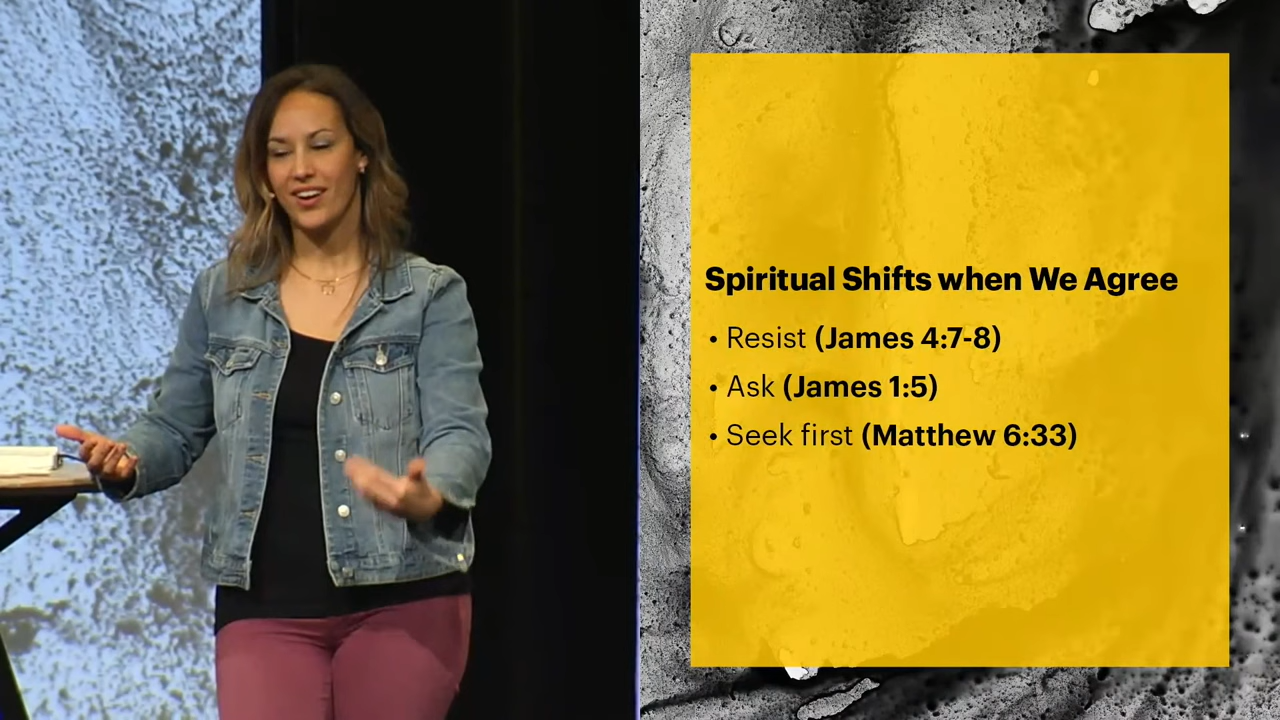 Spiritual Shifts when We Agree
• Resist (James 4:7-8)
• Ask (James 1:5)
• Seek first (Matthew 6:33)